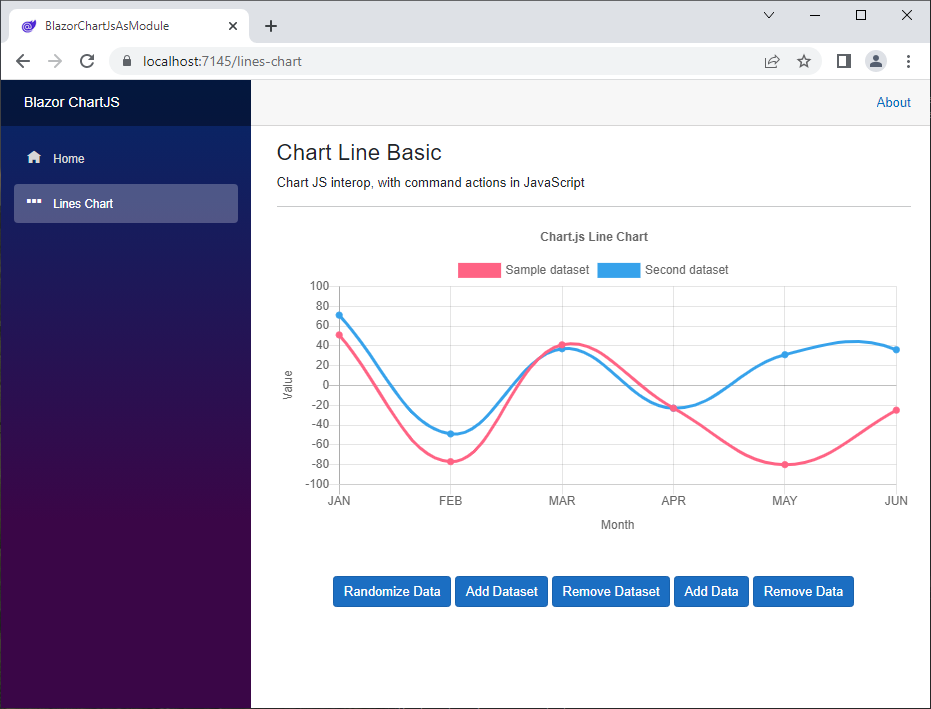 BlazorChartJsAsModule
localhost:7145/lines-chart
Blazor ChartJS
About
Home
Lines Chart
Chart Line Basic
Chart JS interop, with command actions in JavaScript
Chart.js Line Chart
Sample dataset Second dataset
100
80
60
40
20
0
-20
-40
-60
-80
-100
Value
JAN FEB MAR APR MAY JUN
Month
Randomize Data Add Dataset Remove Dataset Add Data Remove Data